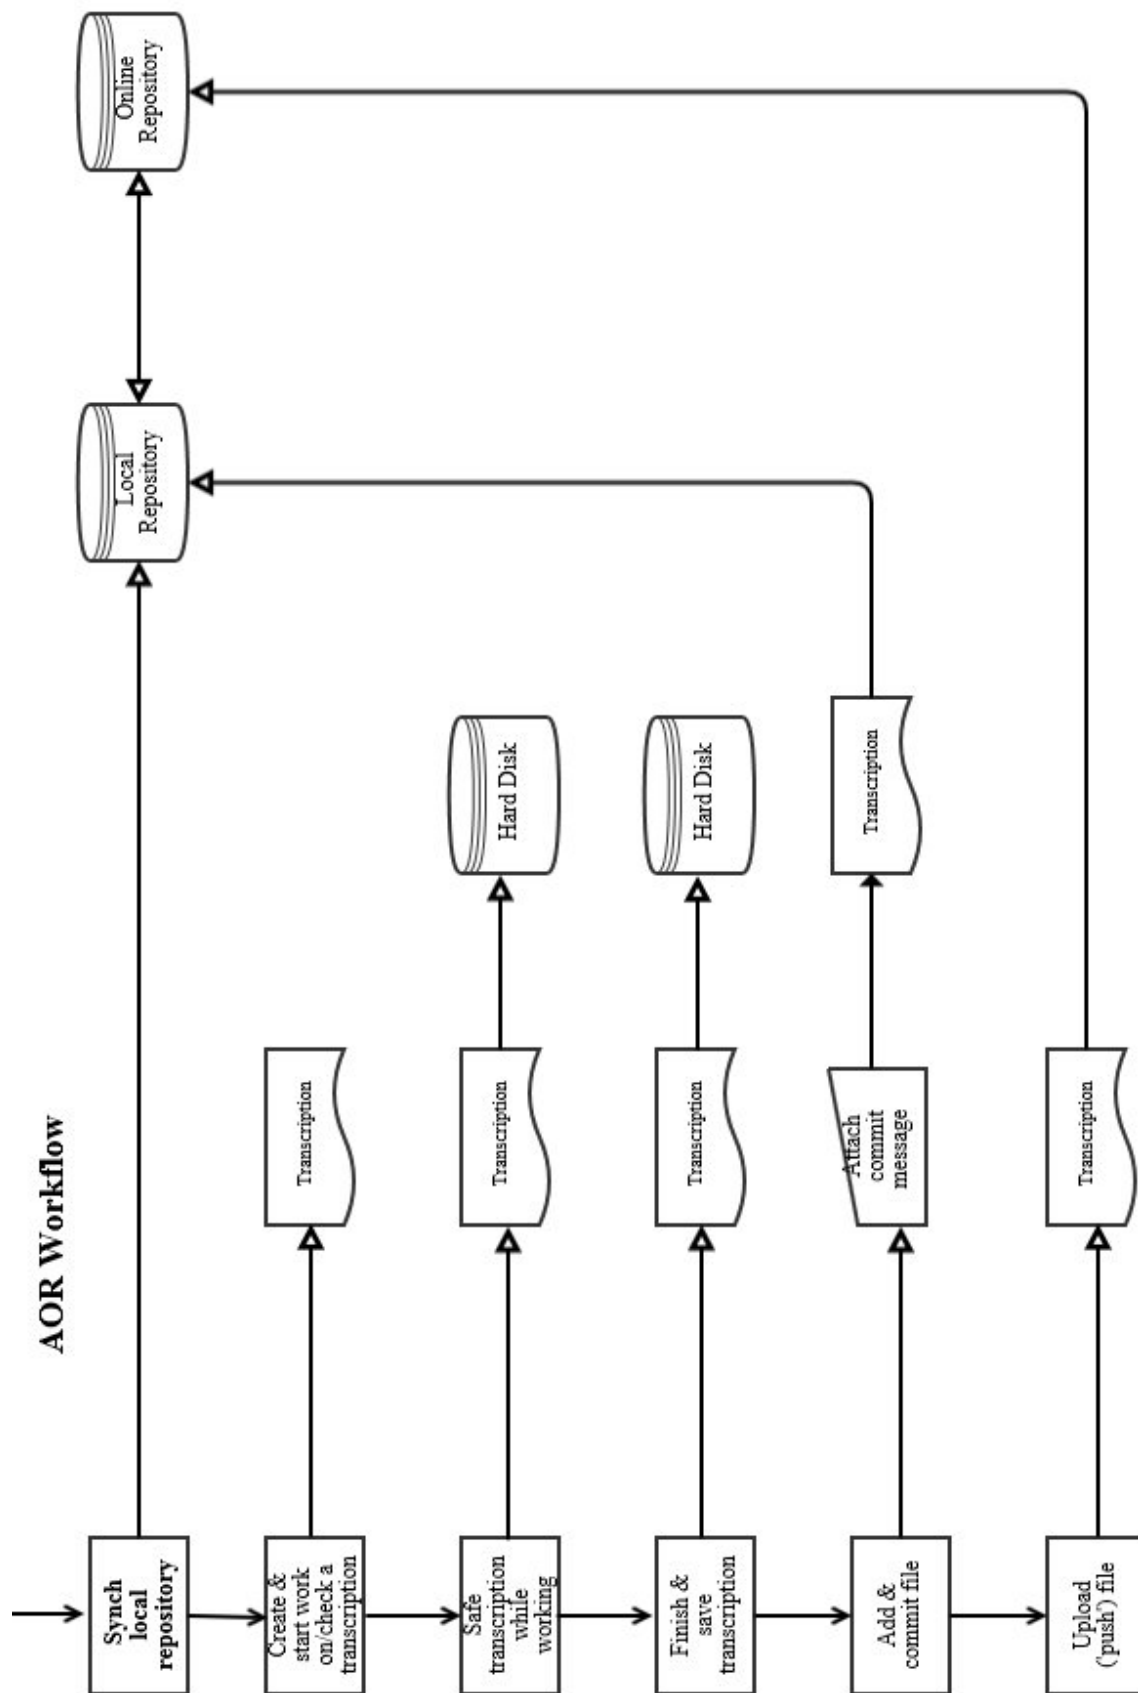 AOR Workflow
Synch
local
repository
Local
Repository
Online
Repository
Create &
start work
on/check a
transcription
Transcription
Safe
transcription
while
working
Transcription
Hard Disk
Finish &
save
transcription
Transcription
Hard Disk
Add &
commit file
Attach
commit
message
Transcription
Upload
('push') file
Transcription